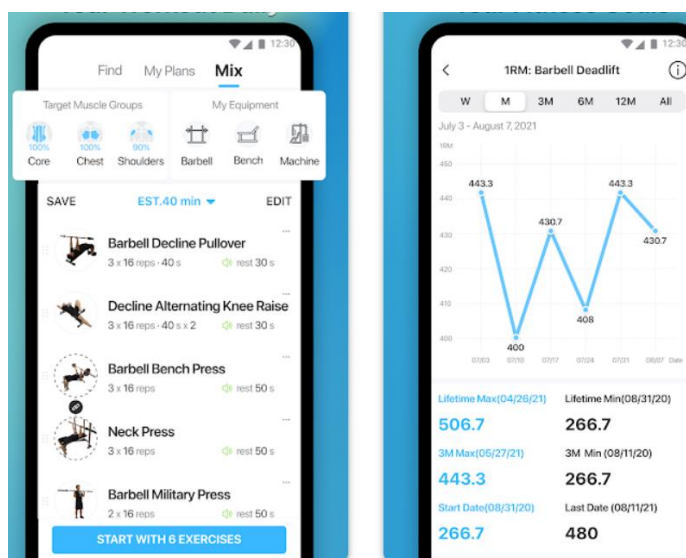 12:30
Find My Plans Mix
Target Muscle Groups
My Equipment
100% 100% 90%
Core Chest Shoulders Barbell Bench Machine
SAVE EST.40 min EDIT
Barbell Decline Pullover
3 x 16 reps · 40 s rest 30 s
Decline Alternating Knee Raise
3 x 16 reps · 40 s x 2 rest 30 s
Barbell Bench Press
3 x 16 reps rest 50 s
Neck Press
3 x 16 reps rest 50 s
Barbell Military Press
2 x 16 reps rest 50 s
START WITH 6 EXERCISES
12:30
1RM: Barbell Deadlift
W M 3M 6M 12M All
July 3 - August 7, 2021
1RM
450
443.3 443.3
440
430.7
430
430.7
420
410
408
400
400
07/03 07/10 07/17 07/24 07/31 08/07 Date
Lifetime Max(04/26/21) Lifetime Min(08/31/20)
506.7 266.7
3M Max(06/27/21) 3M Min (08/11/20)
443.3 266.7
Start Date(08/31/20) Last Date (08/11/21)
266.7 480